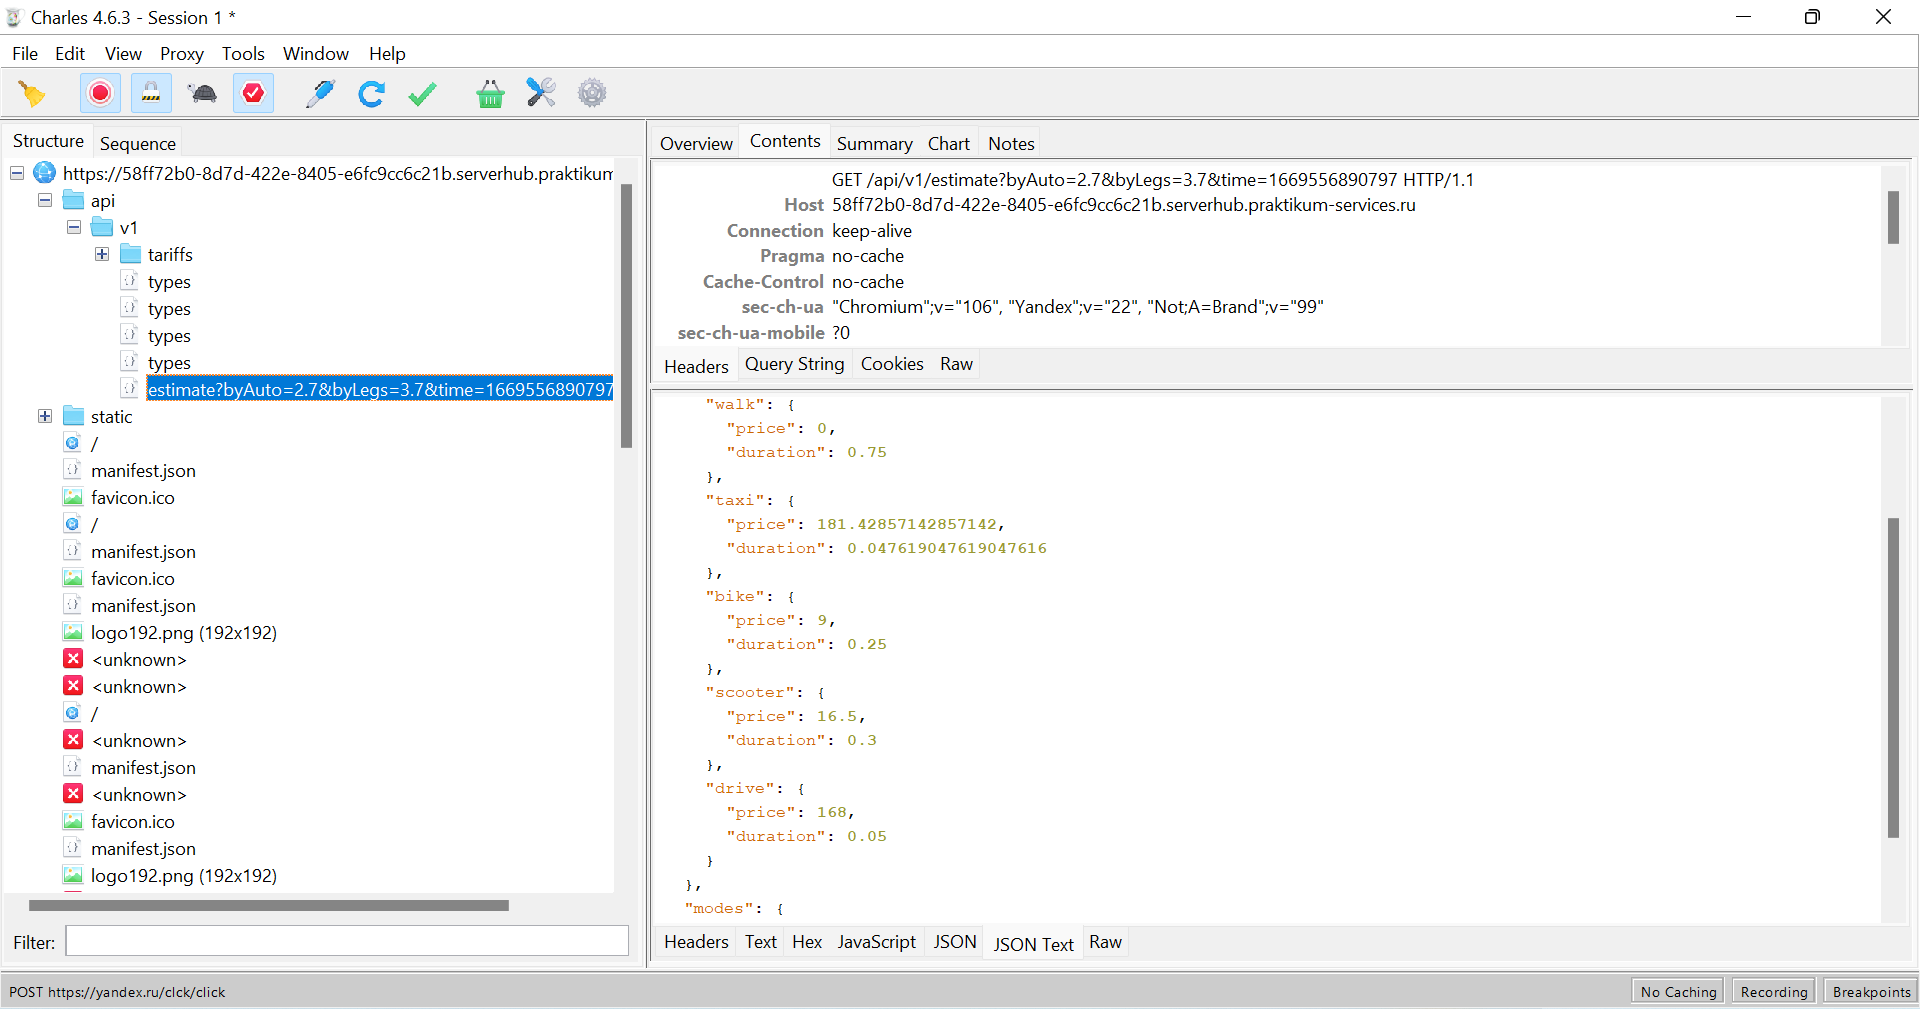 Charles 4.6.3 - Session 1 *
File Edit View Proxy Tools Window Help
Structure Sequence
https://58ff72b0-8d7d-422e-8405-e6fc9cc6c21b.serverhub.praktikum
api
v1
tariffs
types
types
types
types
estimate?byAuto=2.7&byLegs=3.7&time=1669556890797
static
/
manifest.json
favicon.ico
/
manifest.json
favicon.ico
manifest.json
logo192.png (192x192)
<unknown>
<unknown>
/
<unknown>
manifest.json
<unknown>
favicon.ico
manifest.json
logo192.png (192x192)
Filter:
Overview Contents Summary Chart Notes
GET /api/v1/estimate?byAuto=2.7&byLegs=3.7&time=1669556890797 HTTP/1.1
Host 58ff72b0-8d7d-422e-8405-e6fc9cc6c21b.serverhub.praktikum-services.ru
Connection keep-alive
Pragma no-cache
Cache-Control no-cache
sec-ch-ua "Chromium";v="106", "Yandex";v="22", "Not;A=Brand";v="99"
sec-ch-ua-mobile ?0
Headers Query String Cookies Raw
"walk": {
"price": 0,
"duration": 0.75
},
"taxi": {
"price": 181.42857142857142,
"duration": 0.047619047619047616
},
"bike": {
"price": 9,
"duration": 0.25
},
"scooter": {
"price": 16.5,
"duration": 0.3
},
"drive": {
"price": 168,
"duration": 0.05
}
},
"modes": {
Headers Text Hex JavaScript JSON JSON Text Raw
POST https://yandex.ru/clck/click
No Caching Recording Breakpoints